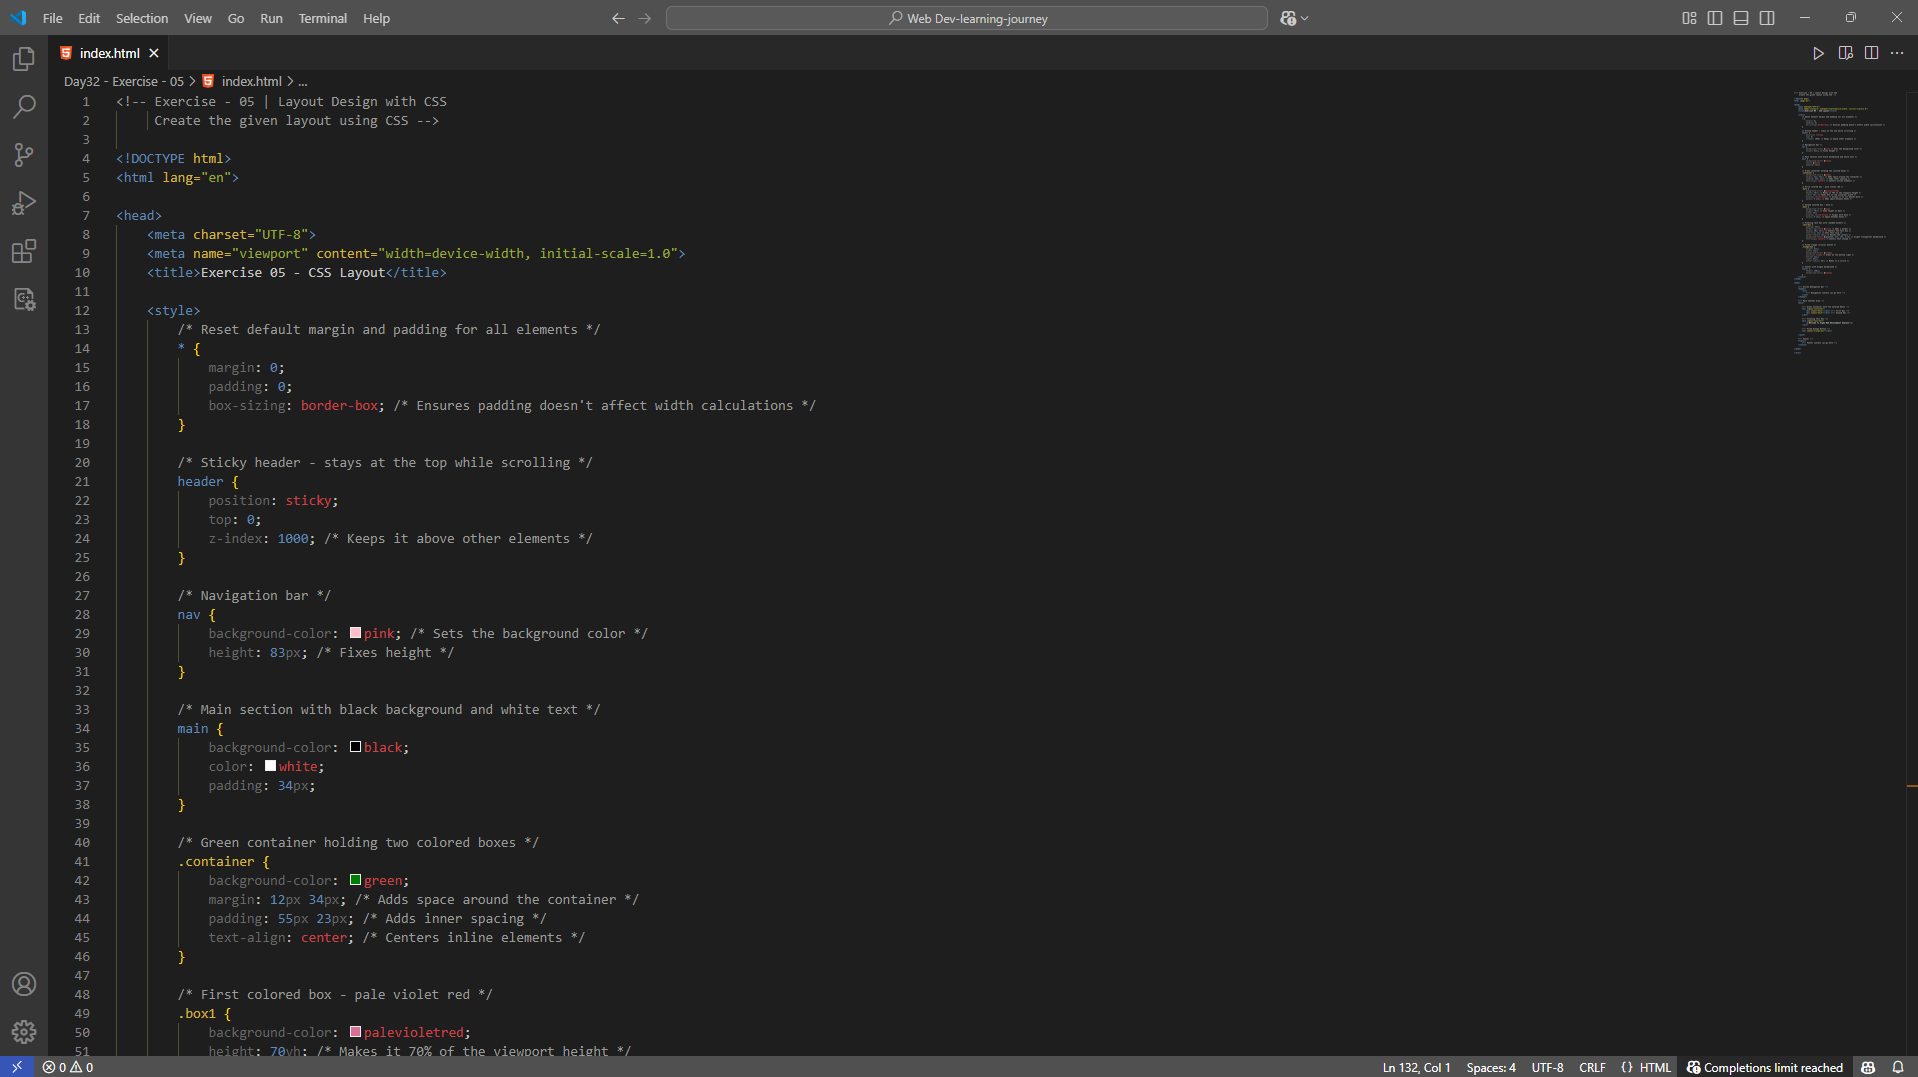 File Edit Selection View Go Run Terminal Help
Web Dev-learning-journey
index.html
Day32 - Exercise - 05 > index.html > ...
1 <!-- Exercise - 05 | Layout Design with CSS
2 Create the given layout using CSS -->
3
4 <!DOCTYPE html>
5 <html lang="en">
6
7 <head>
8 <meta charset="UTF-8">
9 <meta name="viewport" content="width=device-width, initial-scale=1.0">
10 <title>Exercise 05 - CSS Layout</title>
11
12 <style>
13 /* Reset default margin and padding for all elements */
14 * {
15 margin: 0;
16 padding: 0;
17 box-sizing: border-box; /* Ensures padding doesn't affect width calculations */
18 }
19
20 /* Sticky header - stays at the top while scrolling */
21 header {
22 position: sticky;
23 top: 0;
24 z-index: 1000; /* Keeps it above other elements */
25 }
26
27 /* Navigation bar */
28 nav {
29 background-color: pink; /* Sets the background color */
30 height: 83px; /* Fixes height */
31 }
32
33 /* Main section with black background and white text */
34 main {
35 background-color: black;
36 color: white;
37 padding: 34px;
38 }
39
40 /* Green container holding two colored boxes */
41 .container {
42 background-color: green;
43 margin: 12px 34px; /* Adds space around the container */
44 padding: 55px 23px; /* Adds inner spacing */
45 text-align: center; /* Centers inline elements */
46 }
47
48 /* First colored box - pale violet red */
49 .box1 {
50 background-color: palevioletred;
51 height: 70vh; /* Makes it 70% of the viewport height */
0 0
Ln 132, Col 1 Spaces: 4 UTF-8 CRLF {} HTML Completions limit reached